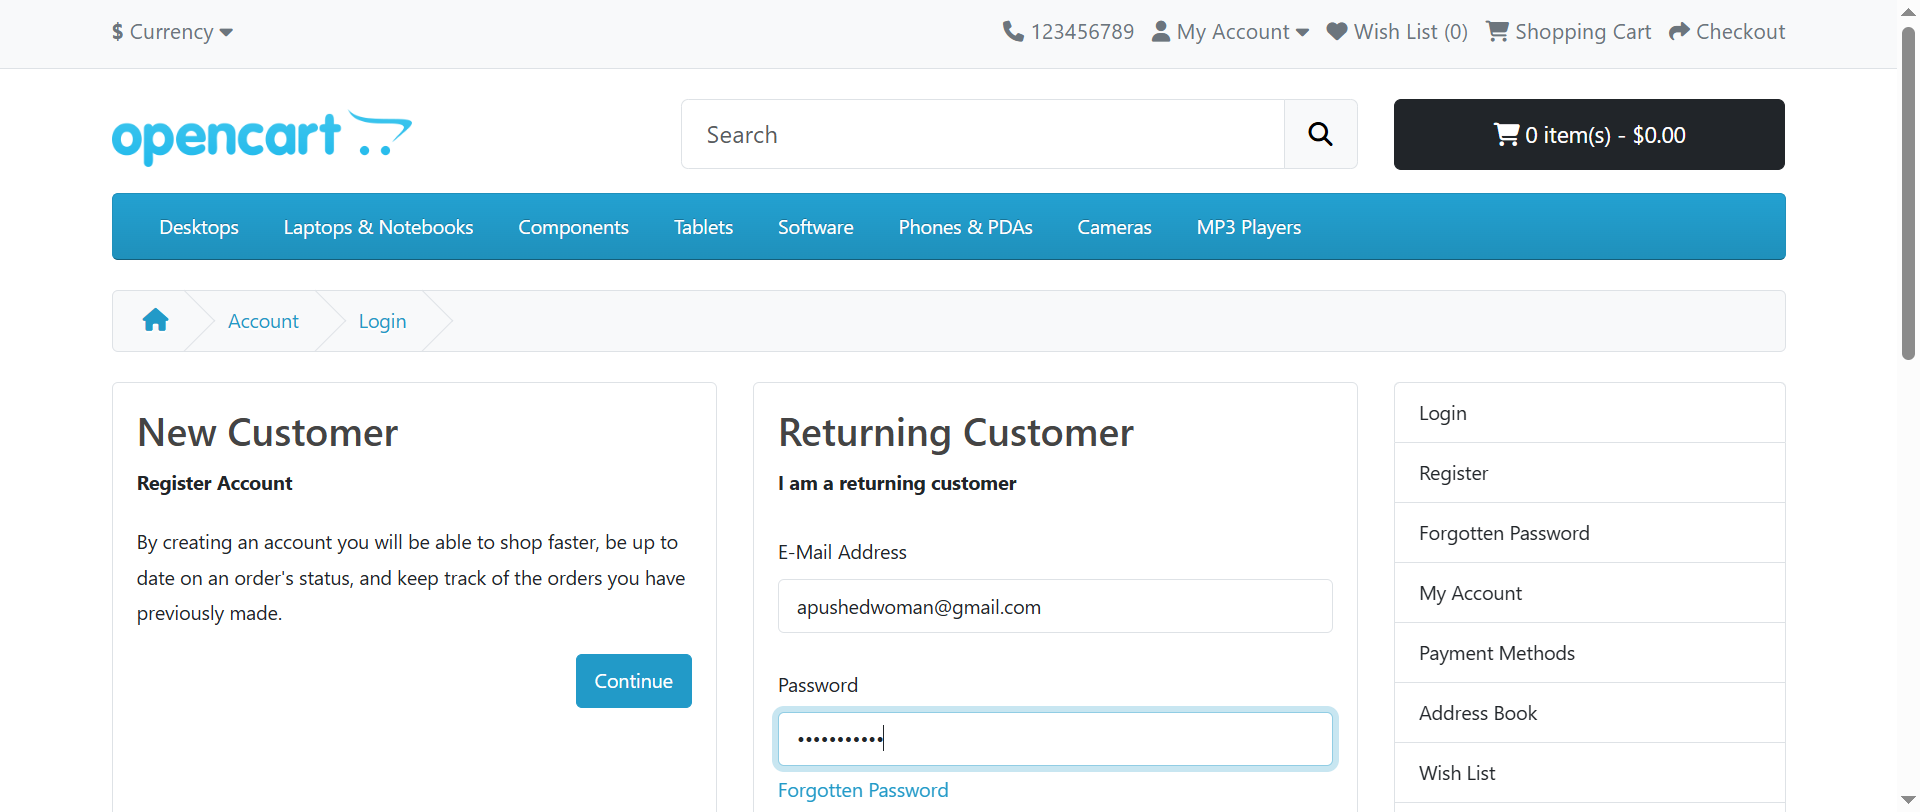 $ Currency
123456789 My Account Wish List (0) Shopping Cart Checkout
opencart
Search
0 item(s) - $0.00
Desktops Laptops & Notebooks Components Tablets Software Phones & PDAs Cameras MP3 Players
Account Login
New Customer
Register Account
By creating an account you will be able to shop faster, be up to
date on an order's status, and keep track of the orders you have
previously made.
Continue
Returning Customer
I am a returning customer
E-Mail Address
apushedwoman@gmail.com
Password
•••••••••••
Forgotten Password
Login
Register
Forgotten Password
My Account
Payment Methods
Address Book
Wish List